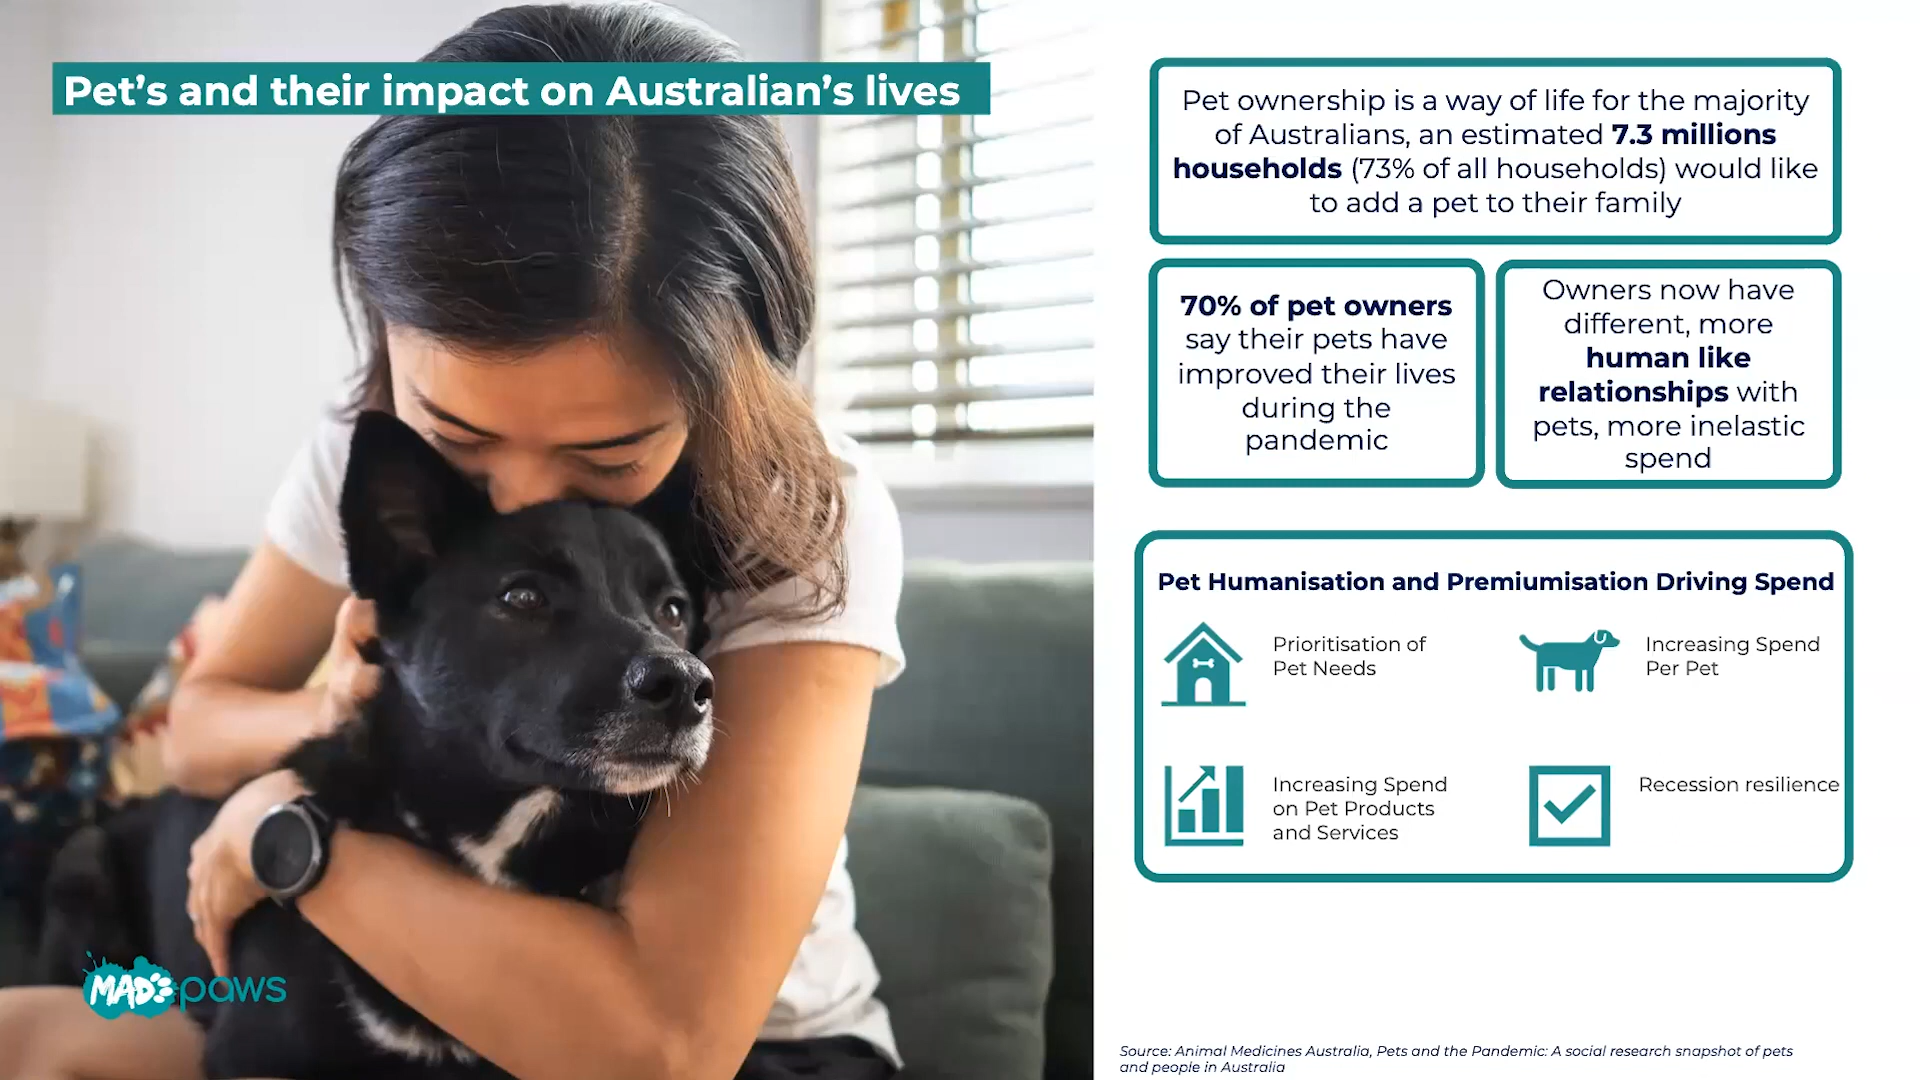 Pet's and their impact on Australian's lives
Pet ownership is a way of life for the majority
of Australians, an estimated 7.3 millions
households (73% of all households) would like
to add a pet to their family
70% of pet owners
say their pets have
improved their lives
during the
pandemic
Owners now have
different, more
human like
relationships with
pets, more inelastic
spend
Pet Humanisation and Premiumisation Driving Spend
Prioritisation of
Pet Needs
Increasing Spend
Per Pet
Increasing Spend
on Pet Products
and Services
Recession resilience
MAD paws
Source: Animal Medicines Australia, Pets and the Pandemic: A social research snapshot of pets
and people in Australia